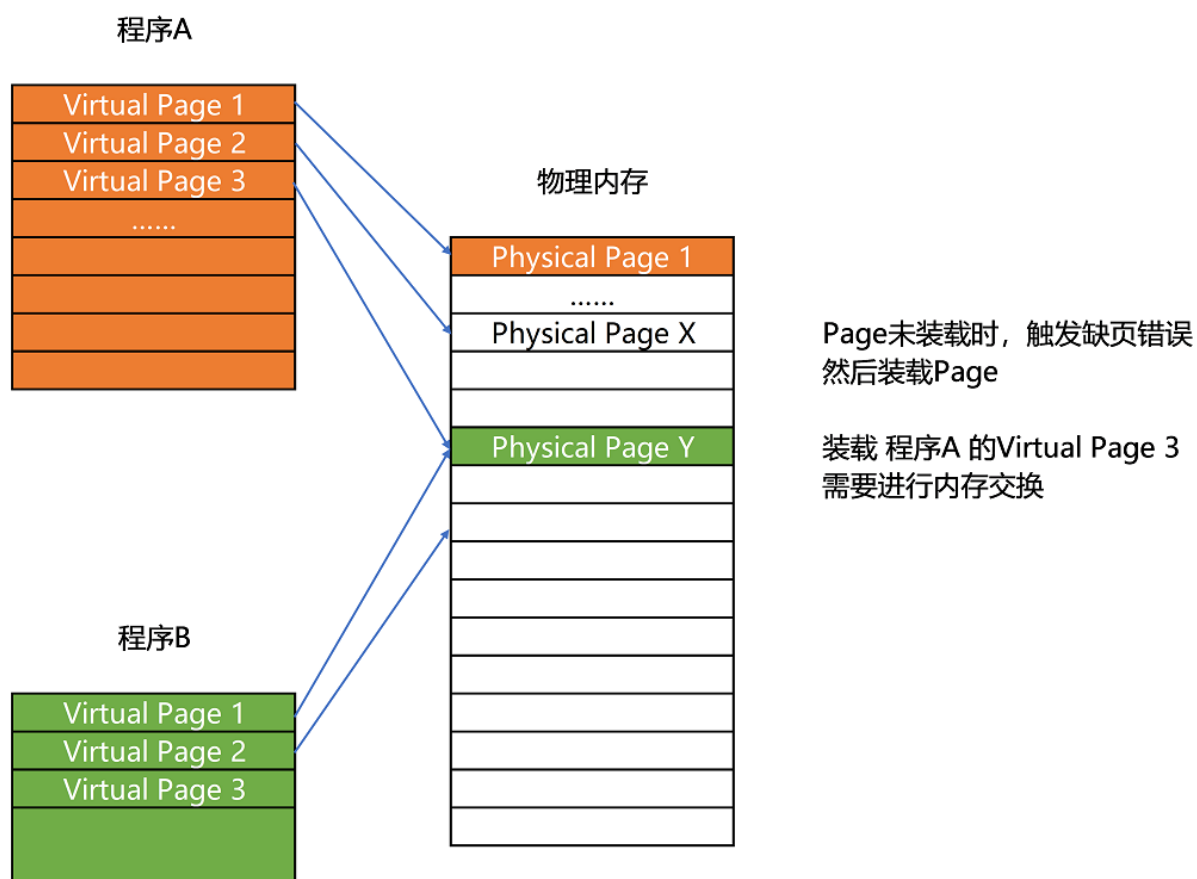 程序A
Virtual Page 1
Virtual Page 2
Virtual Page 3
……
物理内存
Physical Page 1
……
Physical Page X
Physical Page Y
Page未装载时，触发缺页错误
然后装载Page
装载 程序A 的Virtual Page 3
需要进行内存交换
程序B
Virtual Page 1
Virtual Page 2
Virtual Page 3